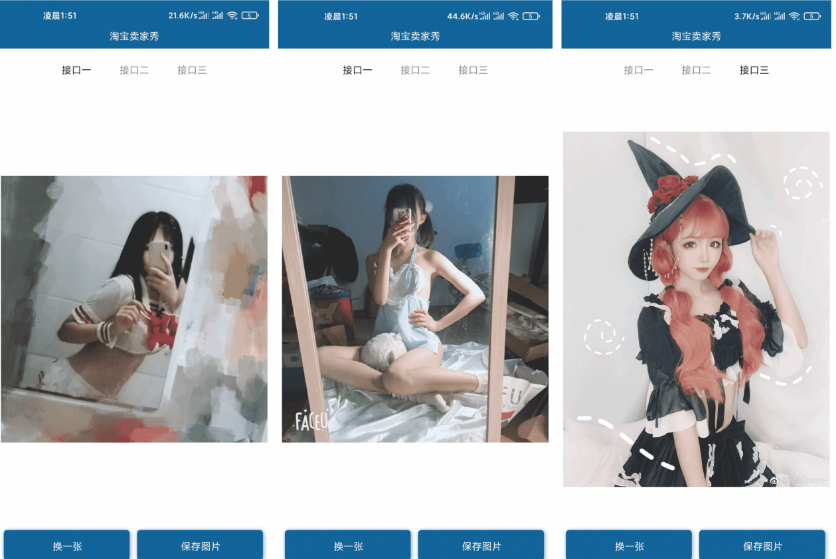 凌晨1:51
21.6K/s
5
淘宝卖家秀
接口一
接口二
接口三
换一张
保存图片
凌晨1:51
44.6K/s
5
淘宝卖家秀
接口一
接口二
接口三
FACEU
换一张
保存图片
凌晨1:51
3.7K/s
5
淘宝卖家秀
接口一
接口二
接口三
换一张
保存图片